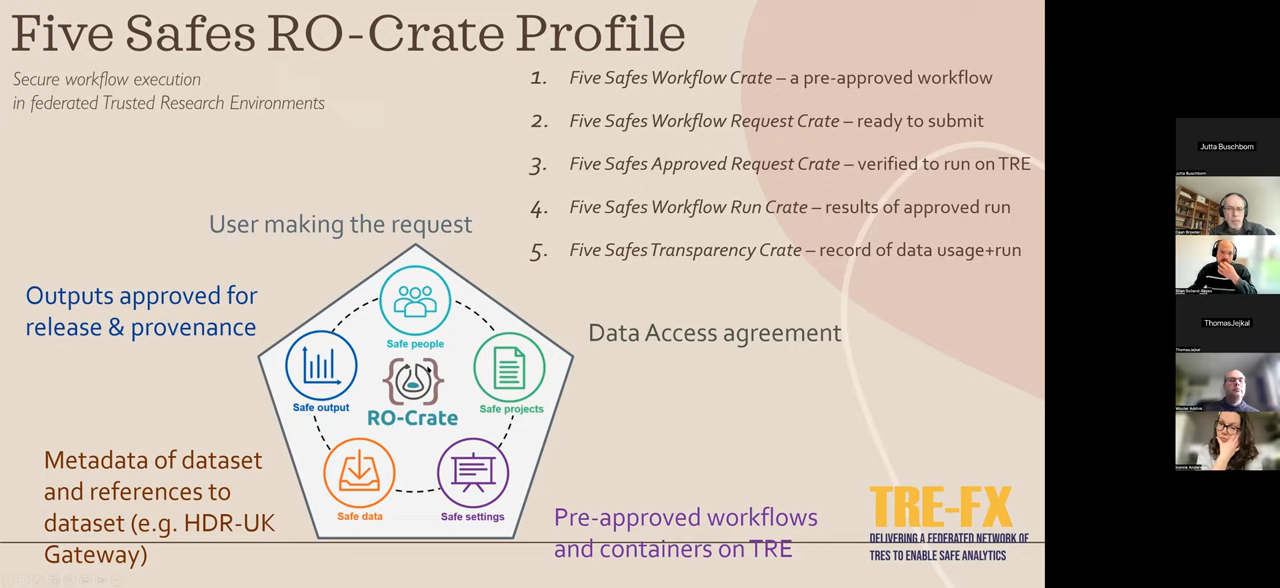 Five Safes RO-Crate Profile
Secure workflow execution
in federated Trusted Research Environments
1. Five Safes Workflow Crate – a pre-approved workflow
2. Five Safes Workflow Request Crate – ready to submit
3. Five Safes Approved Request Crate – verified to run on TRE
4. Five Safes Workflow Run Crate – results of approved run
5. Five Safes Transparency Crate – record of data usage+run
User making the request
Outputs approved for
release & provenance
Data Access agreement
Safe people
Safe output
Safe projects
RO-Crate
Safe data
Safe settings
Metadata of dataset
and references to
dataset (e.g. HDR-UK
Gateway)
Pre-approved workflows
and containers on TRE
TRE-FX
DELIVERING A FEDERATED NETWORK OF
TRES TO ENABLE SAFE ANALYTICS
Jutta Buschbom
Jutta Buschbom
ThomasJejkal
ThomasJejkal
Wouter Addink